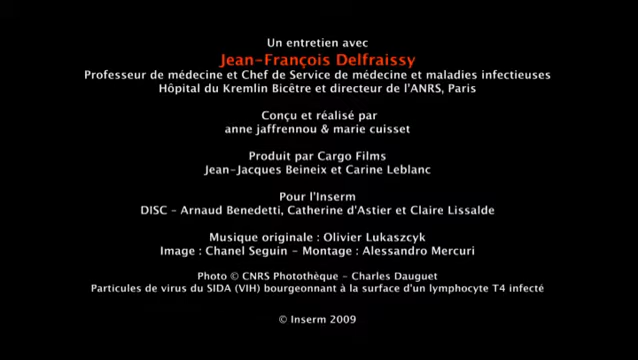 Un entretien avec
Jean-François Delfraissy
Professeur de médecine et Chef de Service de médecine et maladies infectieuses
Hôpital du Kremlin Bicêtre et directeur de l'ANRS, Paris
Conçu et réalisé par
anne jaffrennou & marie cuisset
Produit par Cargo Films
Jean-Jacques Beineix et Carine Leblanc
Pour l'Inserm
DISC - Arnaud Benedetti, Catherine d'Astier et Claire Lissalde
Musique originale : Olivier Lukaszcyk
Image : Chanel Seguin - Montage : Alessandro Mercuri
Photo © CNRS Photothèque - Charles Dauguet
Particules de virus du SIDA (VIH) bourgeonnant à la surface d'un lymphocyte T4 infecté
© Inserm 2009